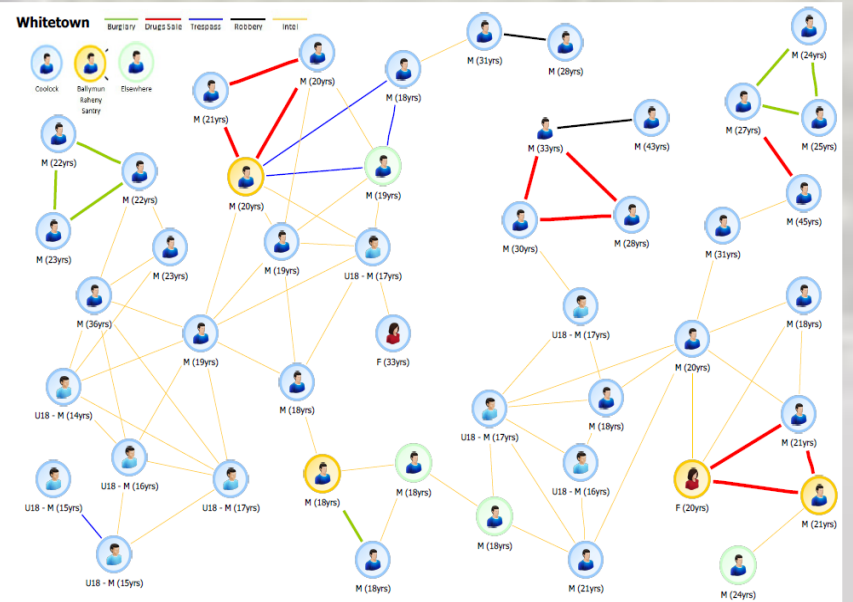 Whitetown
Burglary Drugs Sale Trespass Robbery Intel
Coolock
Ballymun
Raheny
Santry
Elsewhere
M (20yrs)
M (31yrs)
M (28yrs)
M (24yrs)
M (21yrs)
M (18yrs)
M (27yrs)
M (25yrs)
M (22yrs)
M (33yrs)
M (43yrs)
M (22yrs)
M (20yrs)
M (19yrs)
M (45yrs)
M (23yrs)
M (30yrs)
M (28yrs)
M (31yrs)
M (23yrs)
M (19yrs)
U18 - M (17yrs)
M (36yrs)
U18 - M (17yrs)
M (18yrs)
M (19yrs)
F (33yrs)
M (20yrs)
U18 - M (14yrs)
M (18yrs)
U18 - M (17yrs)
M (18yrs)
M (21yrs)
U18 - M (16yrs)
U18 - M (15yrs)
U18 - M (17yrs)
M (18yrs)
M (18yrs)
U18 - M (16yrs)
F (20yrs)
M (21yrs)
M (18yrs)
U18 - M (15yrs)
M (18yrs)
M (21yrs)
M (24yrs)